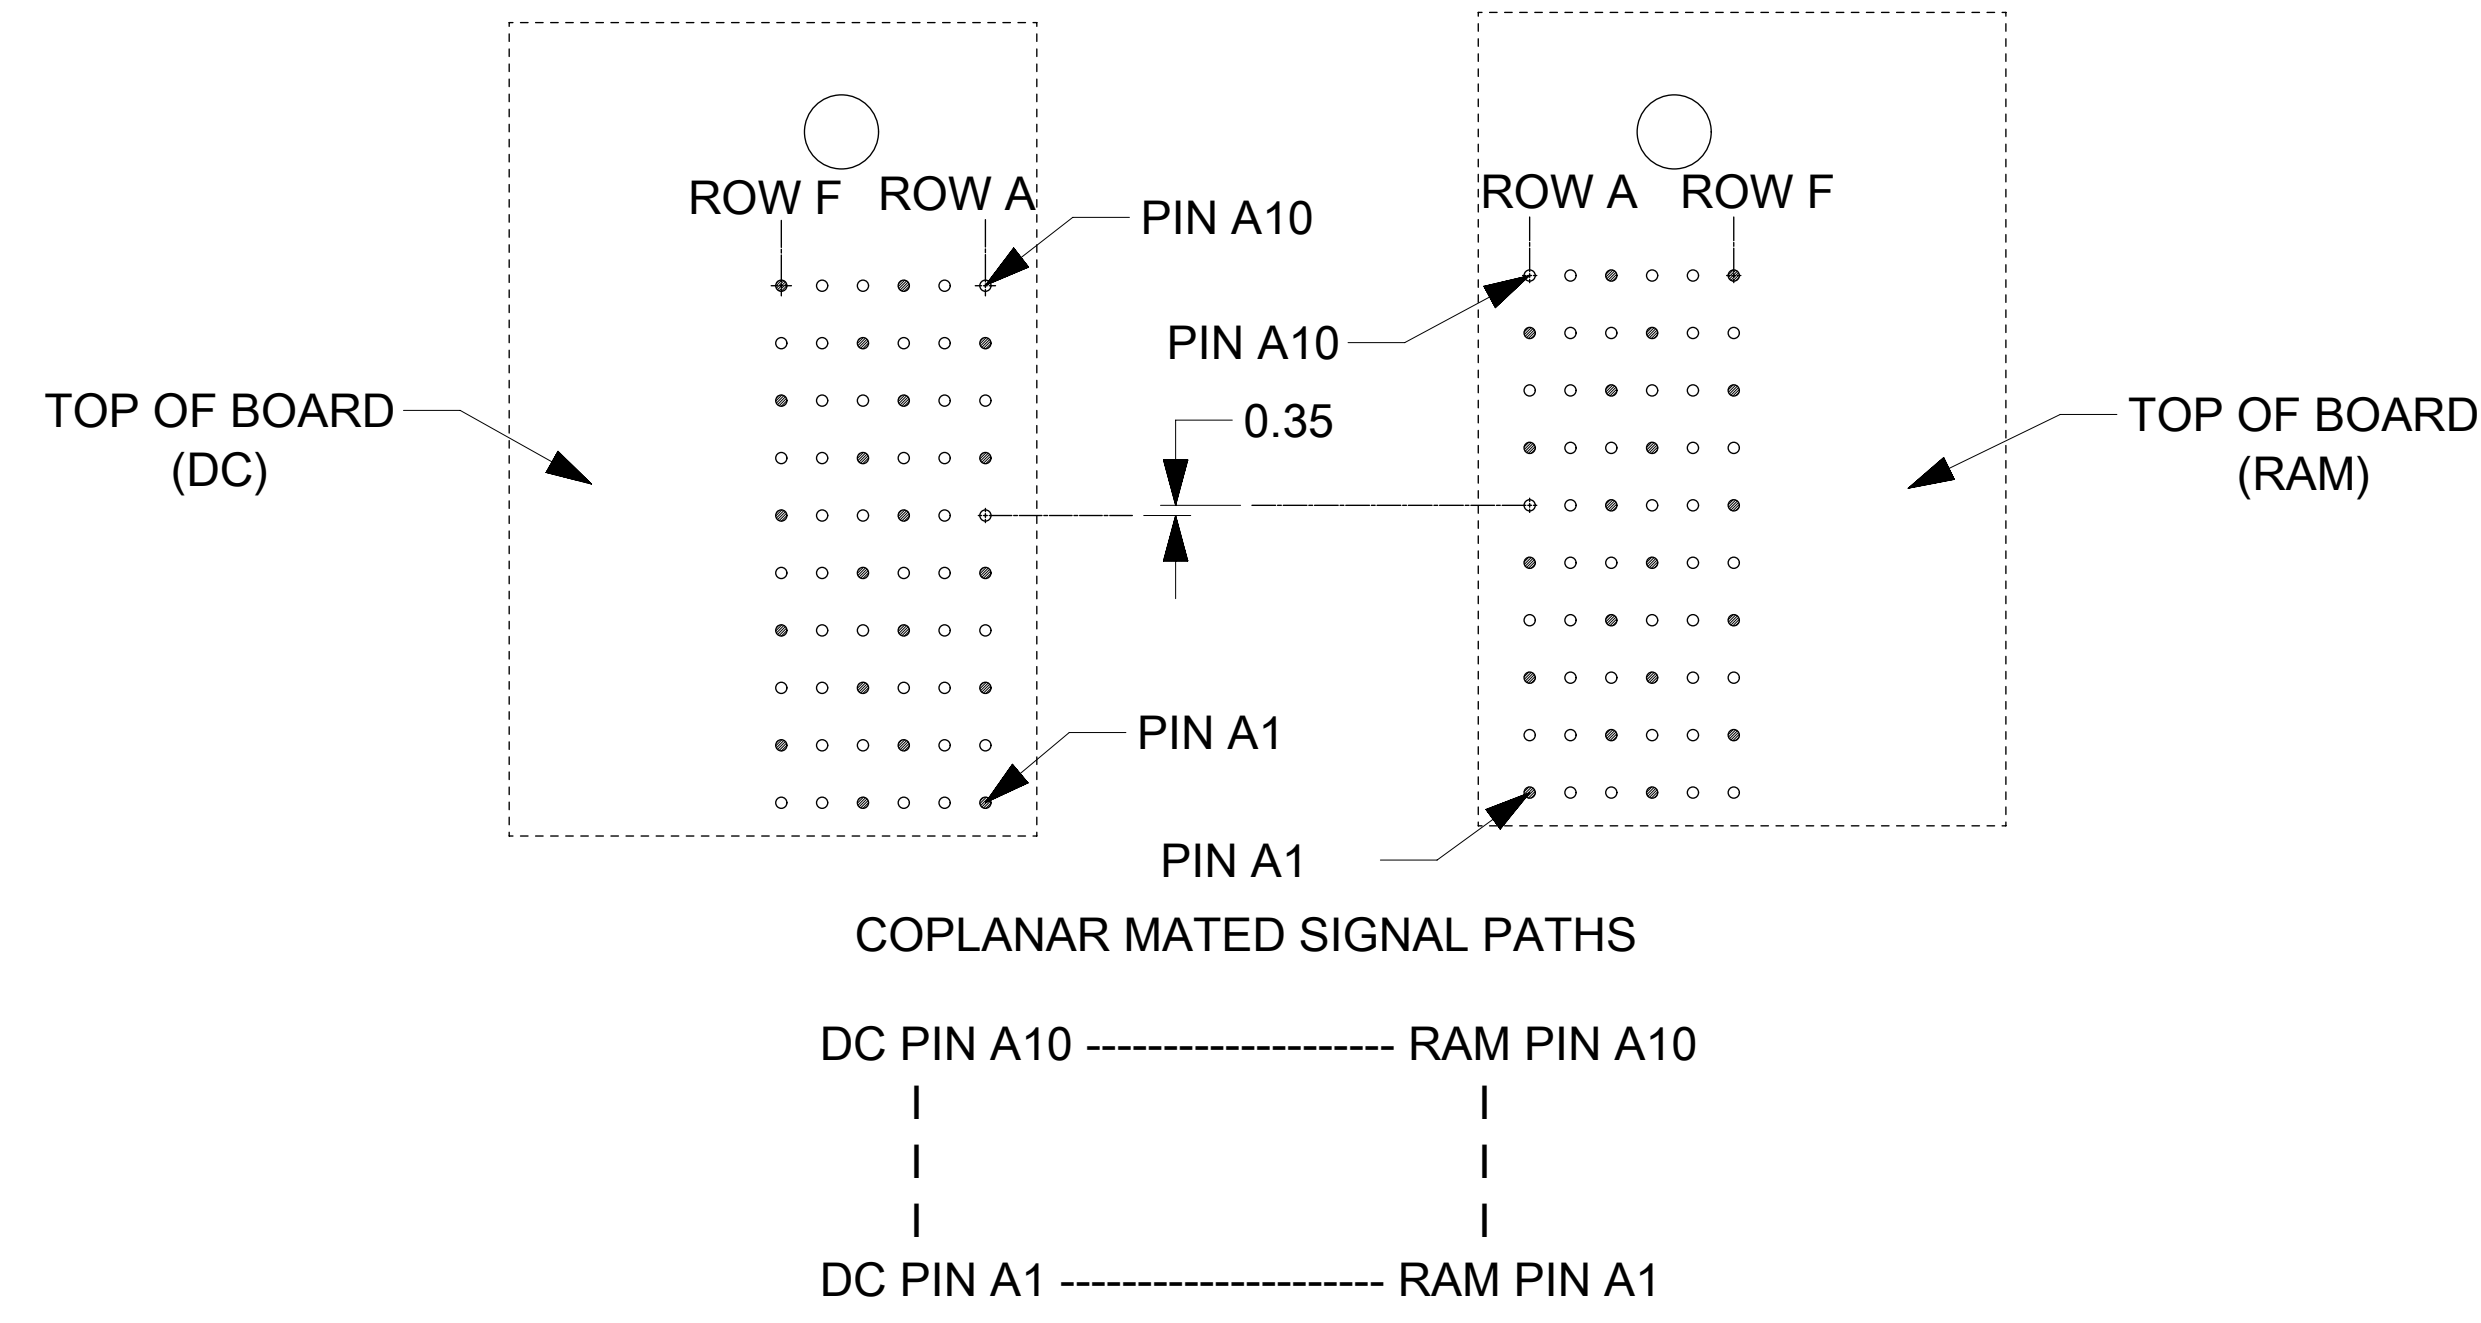 ROW F
ROW A
PIN A10
ROW A
ROW F
PIN A10
TOP OF BOARD
(DC)
0.35
TOP OF BOARD
(RAM)
PIN A1
PIN A1
COPLANAR MATED SIGNAL PATHS
DC PIN A10 -------------------- RAM PIN A10
| |
| |
| |
DC PIN A1 --------------------- RAM PIN A1